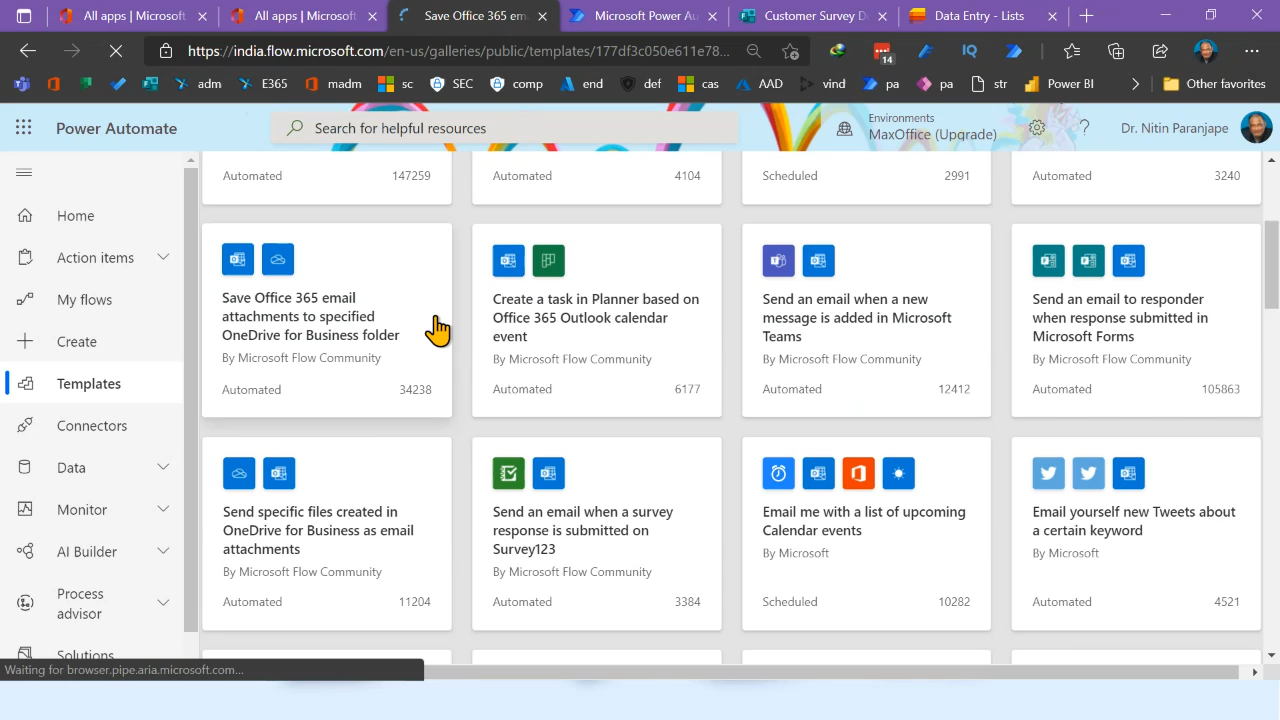 All apps | Microsoft
All apps | Microsoft
Save Office 365 em
Microsoft Power Au
Customer Survey D
Data Entry - Lists
https://india.flow.microsoft.com/en-us/galleries/public/templates/177df3c050e611e78...
14
IQ
adm
E365
madm
sc
SEC
comp
end
def
cas
AAD
vind
pa
pa
str
Power BI
Other favorites
Power Automate
Search for helpful resources
Environments
MaxOffice (Upgrade)
Dr. Nitin Paranjape
Home
Action items
My flows
Create
Templates
Connectors
Data
Monitor
AI Builder
Process
advisor
Solutions
Automated 147259
Automated 4104
Scheduled 2991
Automated 3240
Save Office 365 email
attachments to specified
OneDrive for Business folder
By Microsoft Flow Community
Automated 34238
Create a task in Planner based on
Office 365 Outlook calendar
event
By Microsoft Flow Community
Automated 6177
Send an email when a new
message is added in Microsoft
Teams
By Microsoft Flow Community
Automated 12412
Send an email to responder
when response submitted in
Microsoft Forms
By Microsoft Flow Community
Automated 105863
Send specific files created in
OneDrive for Business as email
attachments
By Microsoft Flow Community
Automated 11204
Send an email when a survey
response is submitted on
Survey123
By Microsoft Flow Community
Automated 3384
Email me with a list of upcoming
Calendar events
By Microsoft
Scheduled 10282
Email yourself new Tweets about
a certain keyword
By Microsoft
Automated 4521
Waiting for browser.pipe.aria.microsoft.com...